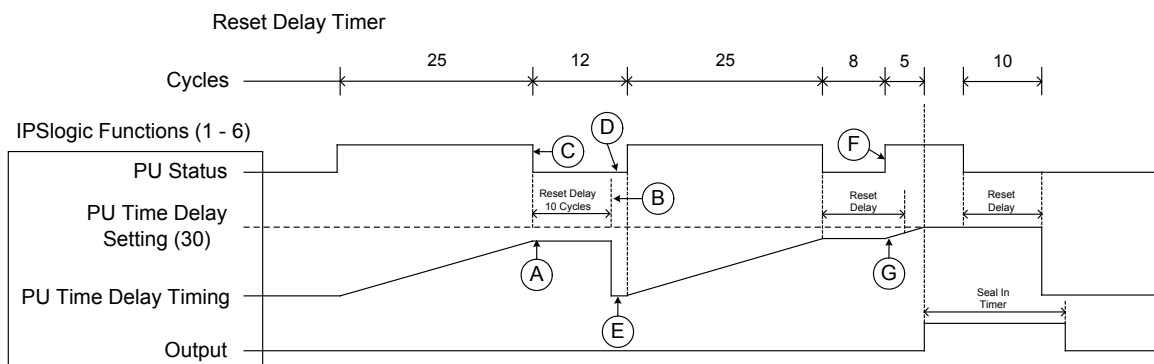 Reset Delay Timer
Cycles 25 12 25 8 5 10
IPSlogic Functions (1 - 6)
PU Status C D F
Reset Delay
10 Cycles
B
Reset
Delay
Reset
Delay
PU Time Delay
Setting (30)
A G
PU Time Delay Timing
E
Seal In
Timer
Output